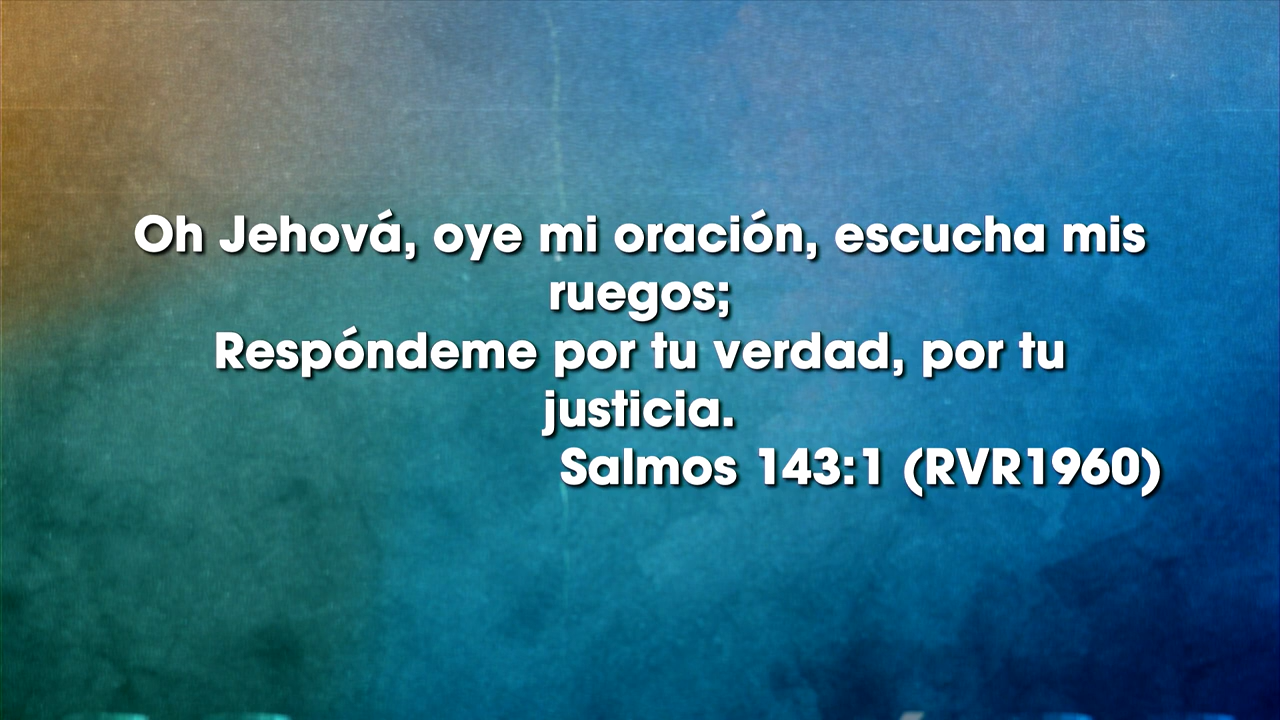 Oh Jehová, oye mi oración, escucha mis
ruegos;
Respóndeme por tu verdad, por tu
justicia.
Salmos 143:1 (RVR1960)